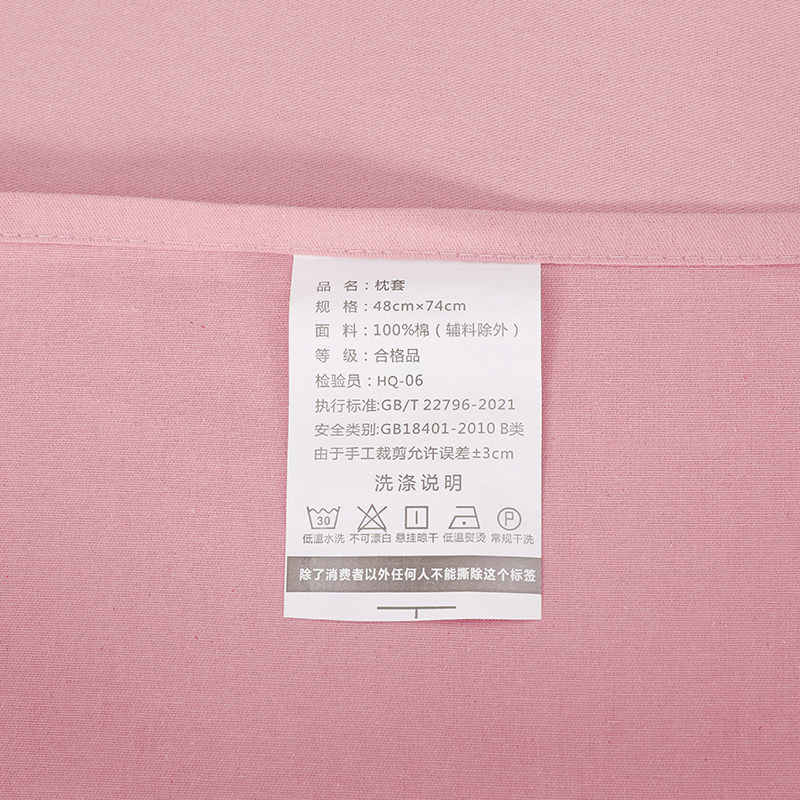 品 名：枕套
规 格：48cm×74cm
面 料：100%棉（辅料除外）
等 级：合格品
检验员：HQ-06
执行标准:GB/T 22796-2021
安全类别:GB18401-2010 B类
由于手工裁剪允许误差±3cm
洗涤说明
30 P
低温水洗 不可漂白 悬挂晾干 低温熨烫 常规干洗
除了消费者以外任何人不能撕除这个标签